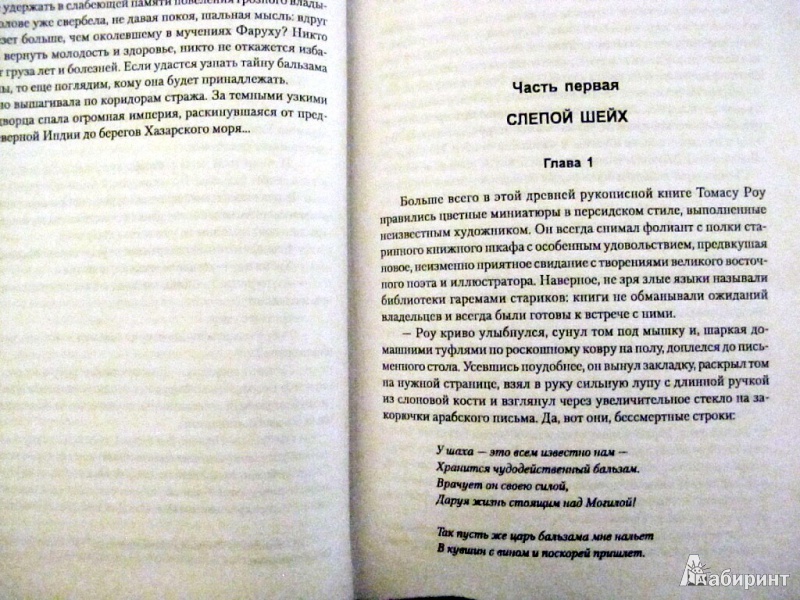 удержать в слабеющей памяти повеления грозного влады-
олове уже свербела, не давая покоя, шальная мысль: вдруг
зет больше, чем околевшему в мучениях Фаруху? Никто
вернуть молодость и здоровье, никто не откажется изба-
груза лет и болезней. Если удастся узнать тайну бальзама
ы, то еще поглядим, кому она будет принадлежать.
но вышагивала по коридорам стража. За темными узкими
дворца спала огромная империя, раскинувшаяся от пред-
верной Индии до берегов Хазарского моря...
Часть первая
СЛЕПОЙ ШЕЙХ
Глава 1
Больше всего в этой древней рукописной книге Томасу Роу
нравились цветные миниатюры в персидском стиле, выполненные
неизвестным художником. Он всегда снимал фолиант с полки ста-
ринного книжного шкафа с особенным удовольствием, предвкушая
новое, неизменно приятное свидание с творениями великого восточ-
ного поэта и иллюстратора. Наверное, не зря злые языки называли
библиотеки гаремами стариков: книги не обманывали ожиданий
владельцев и всегда были готовы к встрече с ними.
— Роу криво улыбнулся, сунул том под мышку и, шаркая до-
машними туфлями по роскошному ковру на полу, доплелся до пись-
менного стола. Усевшись поудобнее, он вынул закладку, раскрыл том
на нужной странице, взял в руку сильную лупу с длинной ручкой
из слоновой кости и взглянул через увеличительное стекло на за-
корючки арабского письма. Да, вот они, бессмертные строки:
У шаха — это всем известно нам —
Хранится чудодейственный бальзам.
Врачует он своею силой,
Даруя жизнь стоящим над Могилой!
Так пусть же царь бальзама мне нальет
В кувшин с вином и поскорей пришлет.
Лабиринт